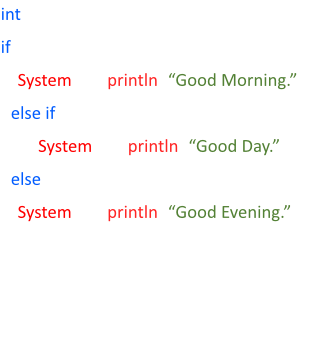 int
if
System println “Good Morning.”
else if
System println “Good Day.”
else
System println “Good Evening.”